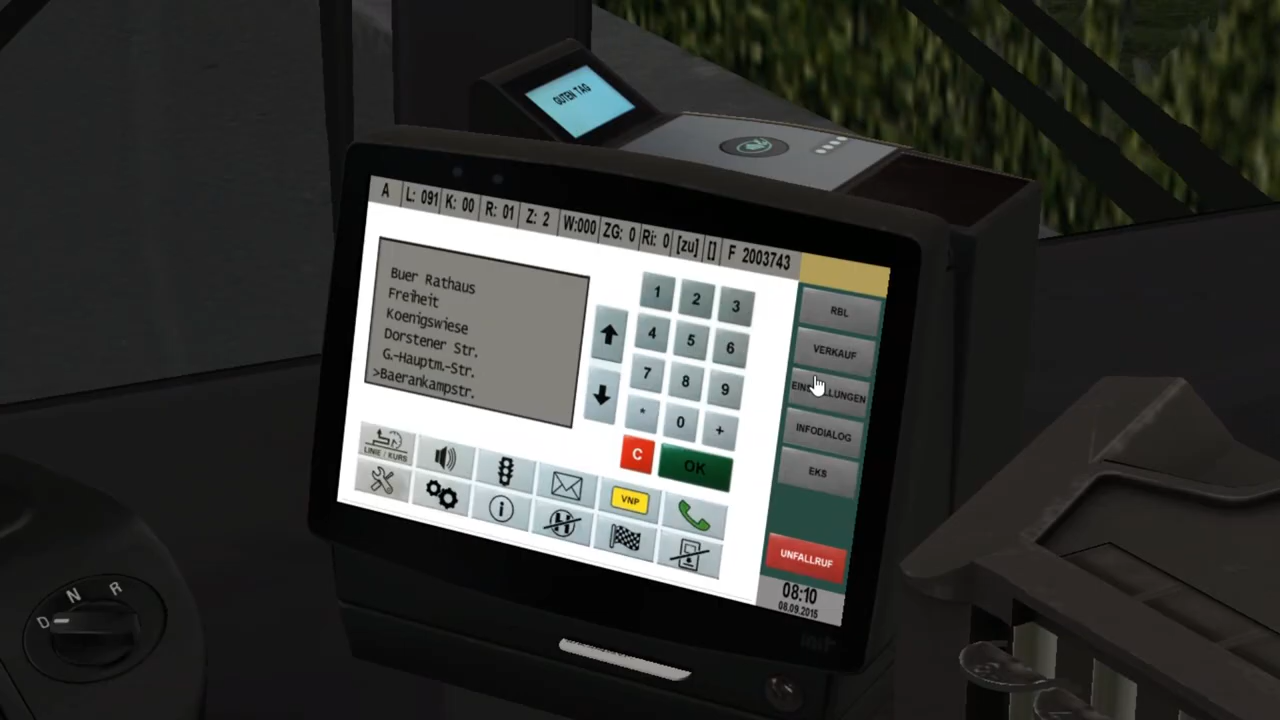 GUTEN TAG
A L: 091 K: 00 R: 01 Z: 2 W:000 ZG: 0 Ri: 0 [zu] [] F 2003743
Buer Rathaus
Freiheit
Koenigswiese
Dorstener Str.
G.-Hauptm.-Str.
>Baerankampstr.
1 2 3
4 5 6
7 8 9
* 0 +
C OK
RBL
VERKAUF
INFODIALOG
EKS
UNFALLRUF
08:10
08.09.2015
LINIE / KURS
VNP
i
H
D N R
init